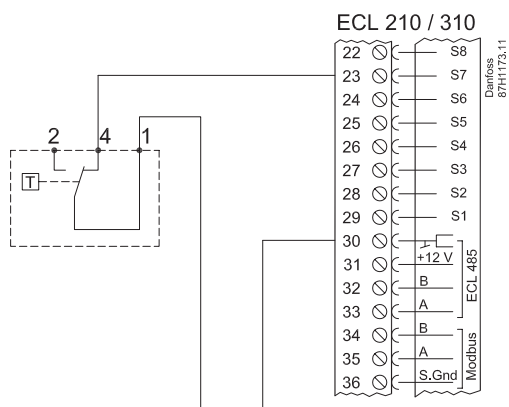 ECL 210 / 310
22 S8
23 S7
24 S6
25 S5
26 S4
27 S3
28 S2
29 S1
30
31 +12 V
32 B
33 A
34 B
35 A
36 S.Gnd
ECL 485
Modbus
Danfoss
87H1173.11
2 4 1
T